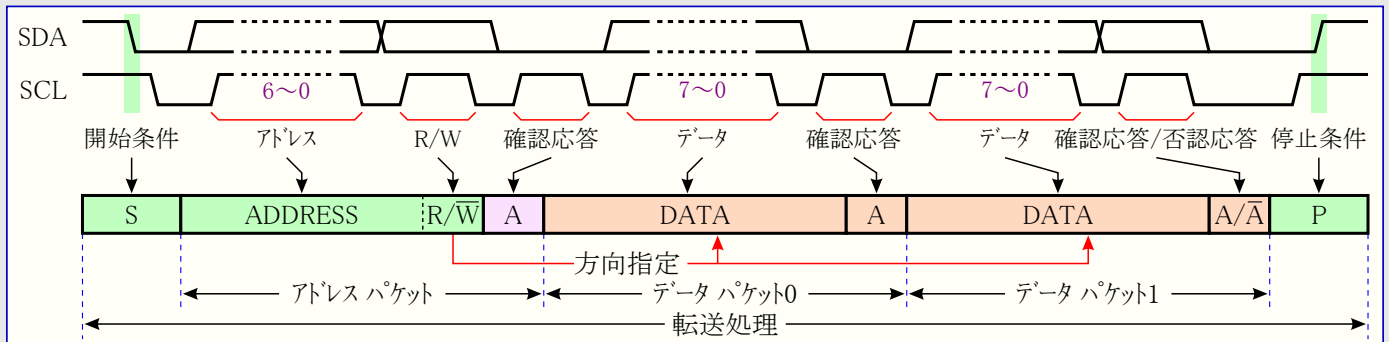 SDA
SCL
6～0 7～0 7～0
開始条件 アドレス R/W 確認応答 データ 確認応答 データ 確認応答/否認応答 停止条件
S ADDRESS R/W̅ A DATA A DATA A/A̅ P
方向指定
アドレス パケット データ パケット0 データ パケット1
転送処理